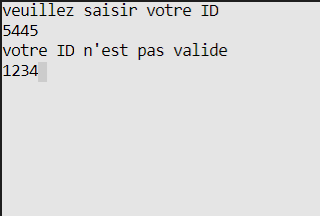 veuillez saisir votre ID
5445
votre ID n'est pas valide
1234